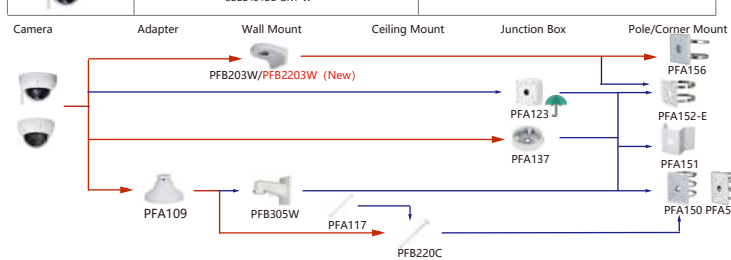 Camera Adapter Wall Mount Ceiling Mount Junction Box Pole/Corner Mount
PFB203W/PFB2203W (New)
PFA156
PFA123
PFA152-E
PFA137
PFA151
PFA109
PFB305W
PFA117
PFA150 PFA5
PFB220C